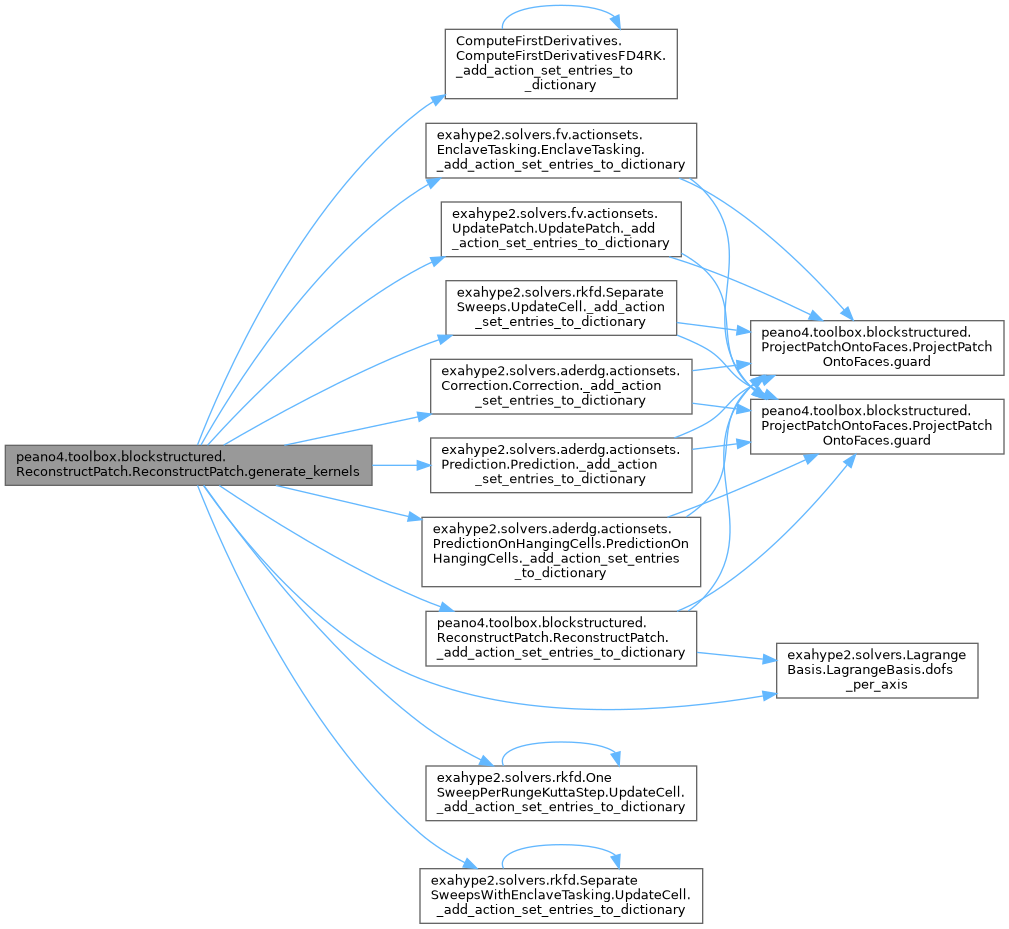 peano4.toolbox.blockstructured.
ReconstructPatch.ReconstructPatch.generate_kernels
ComputeFirstDerivatives.
ComputeFirstDerivativesFD4RK.
_add_action_set_entries_to
_dictionary
exahype2.solvers.fv.actionsets.
EnclaveTasking.EnclaveTasking.
_add_action_set_entries_to_dictionary
exahype2.solvers.fv.actionsets.
UpdatePatch.UpdatePatch._add
_action_set_entries_to_dictionary
exahype2.solvers.rkfd.Separate
Sweeps.UpdateCell._add_action
_set_entries_to_dictionary
exahype2.solvers.aderdg.actionsets.
Correction.Correction._add_action
_set_entries_to_dictionary
exahype2.solvers.aderdg.actionsets.
Prediction.Prediction._add_action
_set_entries_to_dictionary
exahype2.solvers.aderdg.actionsets.
PredictionOnHangingCells.PredictionOn
HangingCells._add_action_set_entries
_to_dictionary
peano4.toolbox.blockstructured.
ReconstructPatch.ReconstructPatch.
_add_action_set_entries_to_dictionary
exahype2.solvers.rkfd.One
SweepPerRungeKuttaStep.UpdateCell.
_add_action_set_entries_to_dictionary
exahype2.solvers.rkfd.Separate
SweepsWithEnclaveTasking.UpdateCell.
_add_action_set_entries_to_dictionary
peano4.toolbox.blockstructured.
ProjectPatchOntoFaces.ProjectPatch
OntoFaces.guard
peano4.toolbox.blockstructured.
ProjectPatchOntoFaces.ProjectPatch
OntoFaces.guard
exahype2.solvers.Lagrange
Basis.LagrangeBasis.dofs
_per_axis